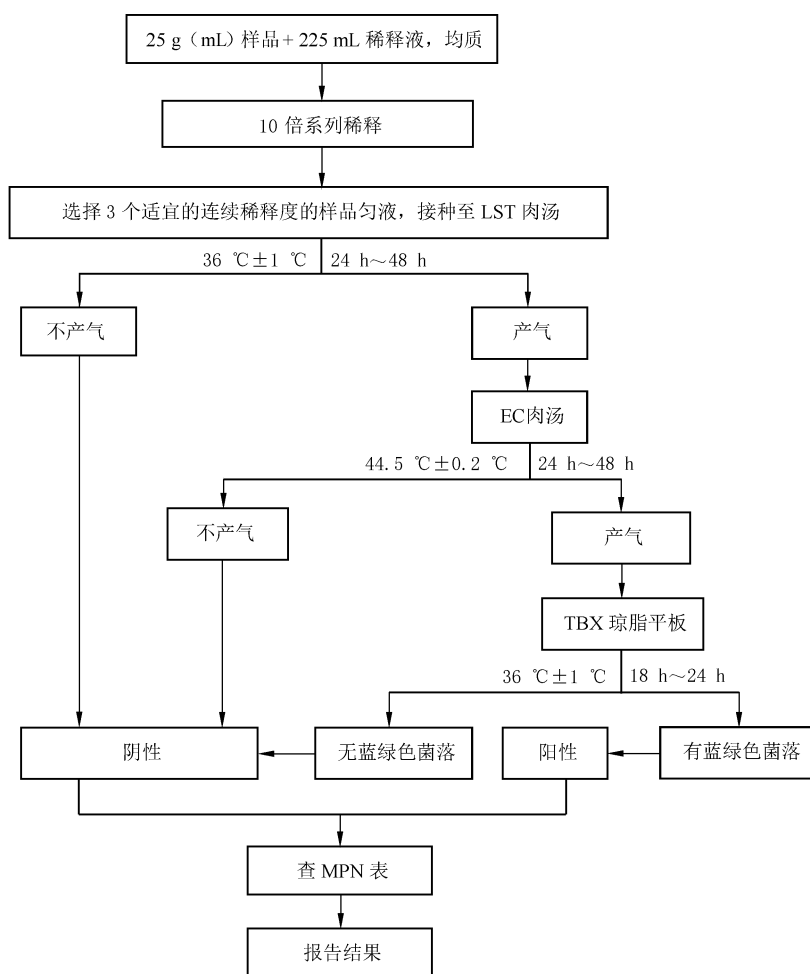 25 g（mL）样品 + 225 mL 稀释液，均质
10 倍系列稀释
选择 3 个适宜的连续稀释度的样品匀液，接种至 LST 肉汤
36 ℃±1 ℃ 24 h～48 h
不产气 产气
EC肉汤
44.5 ℃±0.2 ℃ 24 h～48 h
不产气 产气
TBX 琼脂平板
36 ℃±1 ℃ 18 h～24 h
阴性 无蓝绿色菌落 阳性 有蓝绿色菌落
查 MPN 表
报告结果